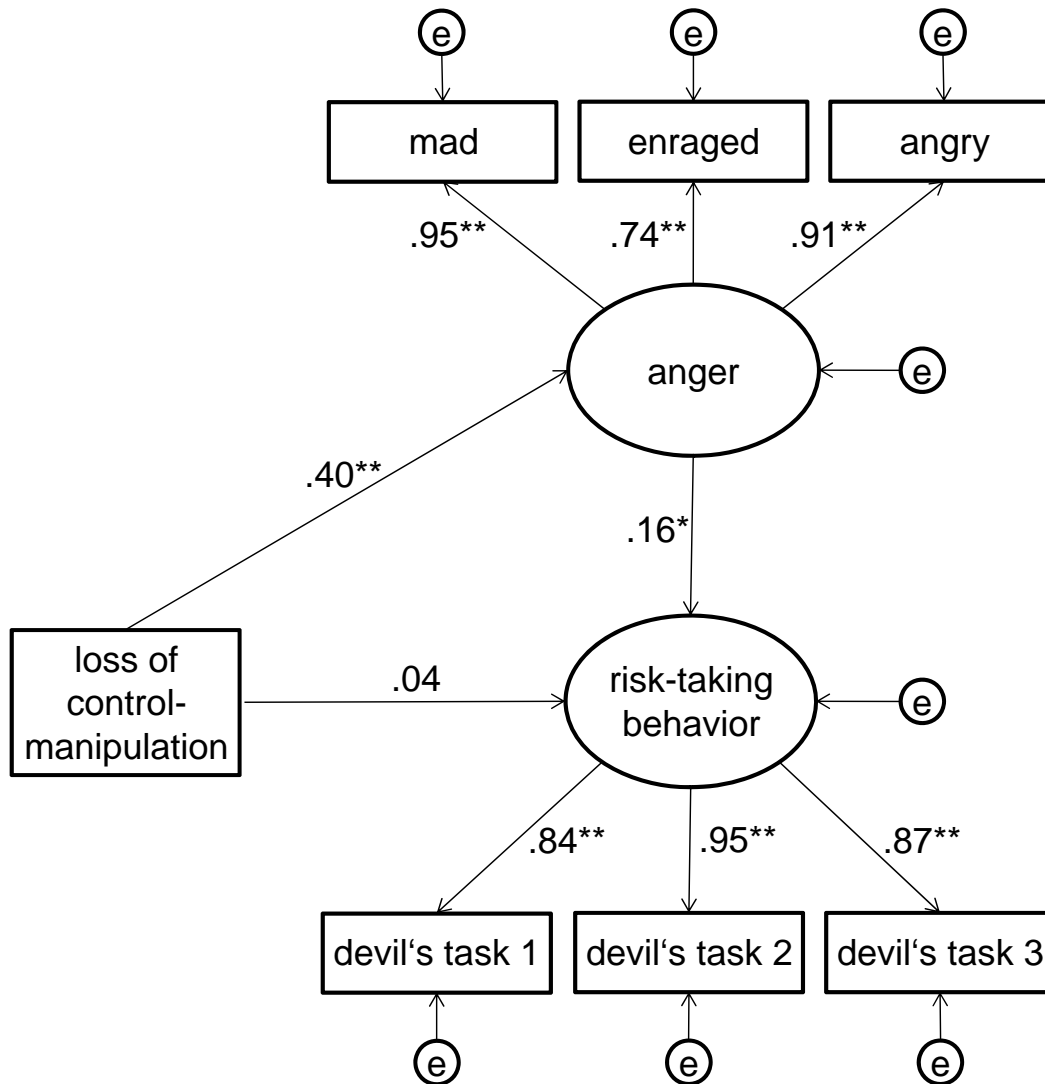 e e e
mad enraged angry
.95** .74** .91**
anger e
.40**
.16*
loss of
control-
manipulation
.04
risk-taking
behavior
e
.84** .95** .87**
devil‘s task 1 devil‘s task 2 devil‘s task 3
e e e